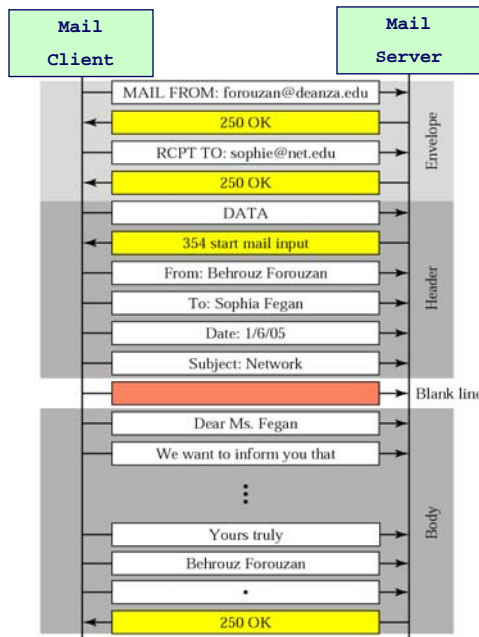 Mail
Client
Mail
Server
MAIL FROM: forouzan@deanza.edu
250 OK
RCPT TO: sophie@net.edu
250 OK
Envelope
DATA
354 start mail input
From: Behrouz Forouzan
To: Sophia Fegan
Date: 1/6/05
Subject: Network
Header
Blank line
Dear Ms. Fegan
We want to inform you that
Yours truly
Behrouz Forouzan
•
250 OK
Body